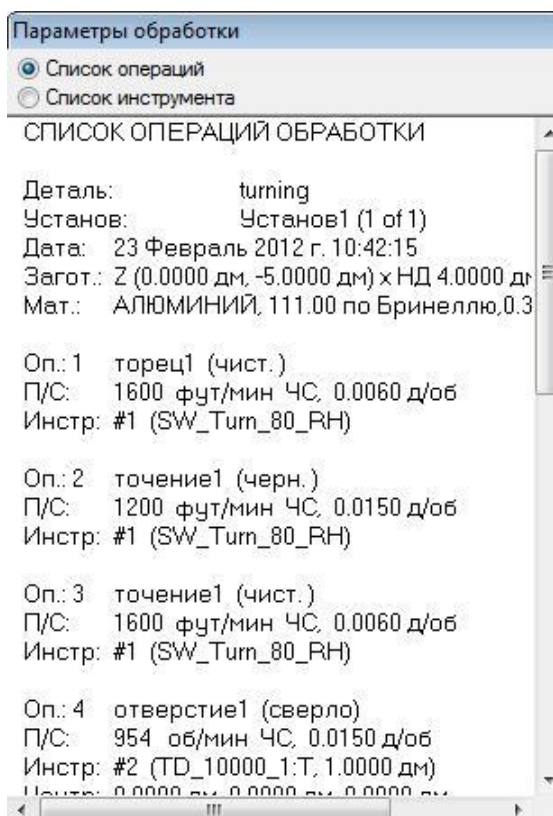 Параметры обработки
Список операций
Список инструмента
СПИСОК ОПЕРАЦИЙ ОБРАБОТКИ
Деталь: turning
Установ: Установ1 (1 of 1)
Дата: 23 Февраль 2012 г. 10:42:15
Загот.: Z (0.0000 дм, -5.0000 дм) x НД 4.0000
Мат.: АЛЮМИНИЙ, 111.00 по Бринеллю,0.3
Оп.: 1 торец1 (чист.)
П/С: 1600 фут/мин ЧС, 0.0060 д/об
Инстр: #1 (SW_Turn_80_RH)
Оп.: 2 точение1 (черн.)
П/С: 1200 фут/мин ЧС, 0.0150 д/об
Инстр: #1 (SW_Turn_80_RH)
Оп.: 3 точение1 (чист.)
П/С: 1600 фут/мин ЧС, 0.0060 д/об
Инстр: #1 (SW_Turn_80_RH)
Оп.: 4 отверстие1 (сверло)
П/С: 954 об/мин ЧС, 0.0150 д/об
Инстр: #2 (TD_10000_1:T, 1.0000 дм)